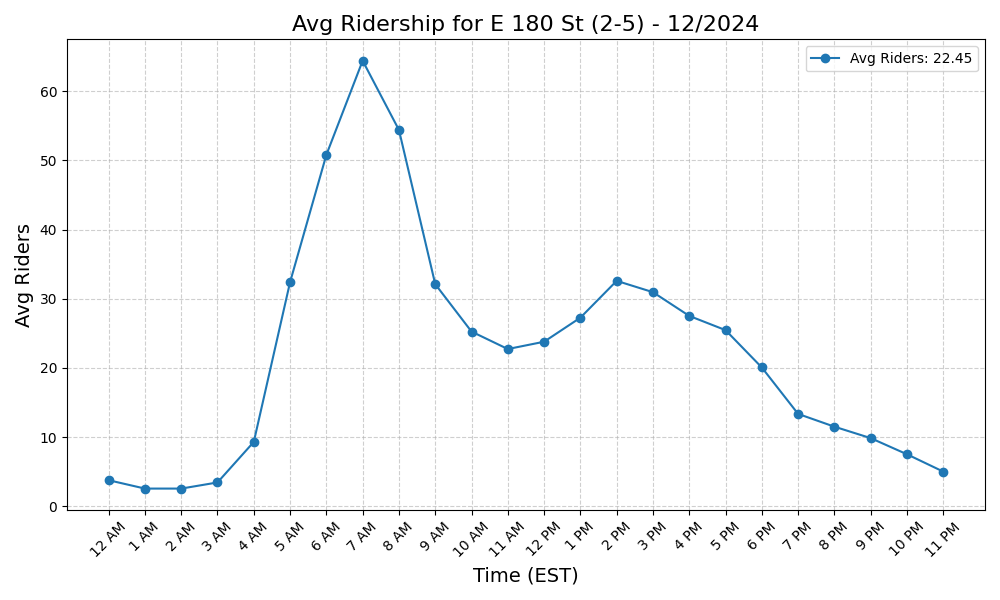 Avg Ridership for E 180 St (2-5) - 12/2024
Avg Riders: 22.45
Avg Riders
60
50
40
30
20
10
0
12 AM
1 AM
2 AM
3 AM
4 AM
5 AM
6 AM
7 AM
8 AM
9 AM
10 AM
11 AM
12 PM
1 PM
2 PM
3 PM
4 PM
5 PM
6 PM
7 PM
8 PM
9 PM
10 PM
11 PM
Time (EST)